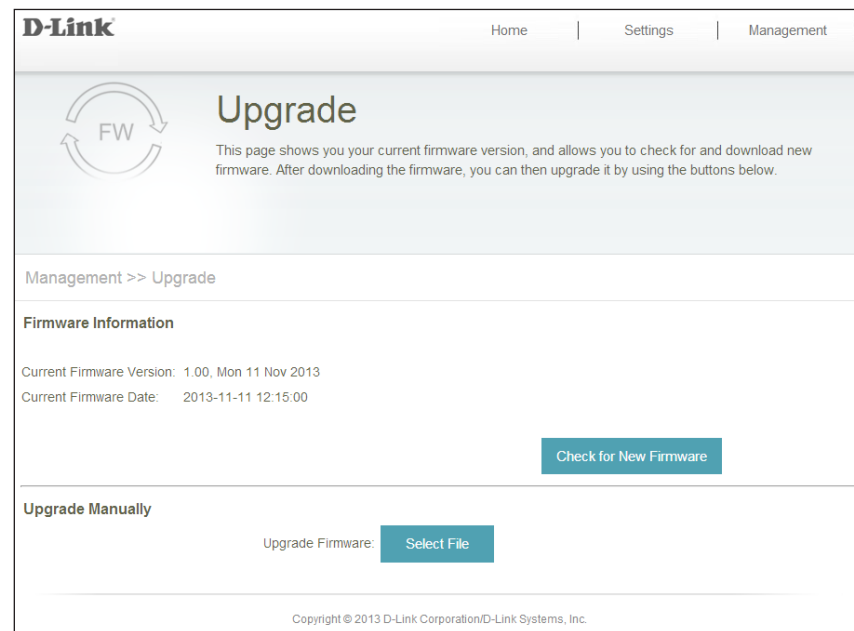 D-Link
Home | Settings | Management
FW
Upgrade
This page shows you your current firmware version, and allows you to check for and download new
firmware. After downloading the firmware, you can then upgrade it by using the buttons below.
Management >> Upgrade
Firmware Information
Current Firmware Version: 1.00, Mon 11 Nov 2013
Current Firmware Date: 2013-11-11 12:15:00
Check for New Firmware
Upgrade Manually
Upgrade Firmware: Select File
Copyright © 2013 D-Link Corporation/D-Link Systems, Inc.